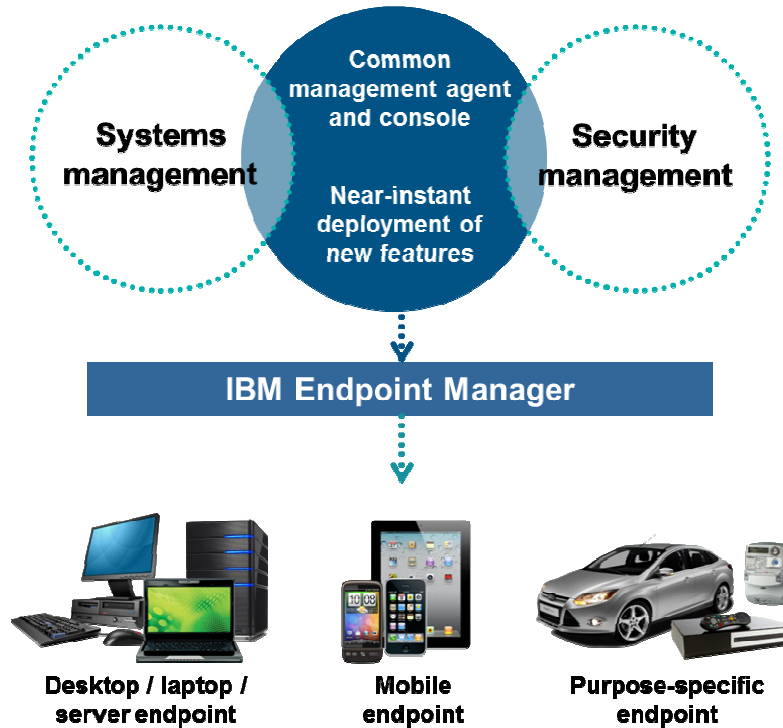 Common
management agent
and console
Systems
management
Security
management
Near-instant
deployment of
new features
IBM Endpoint Manager
Desktop / laptop /
server endpoint
Mobile
endpoint
Purpose-specific
endpoint